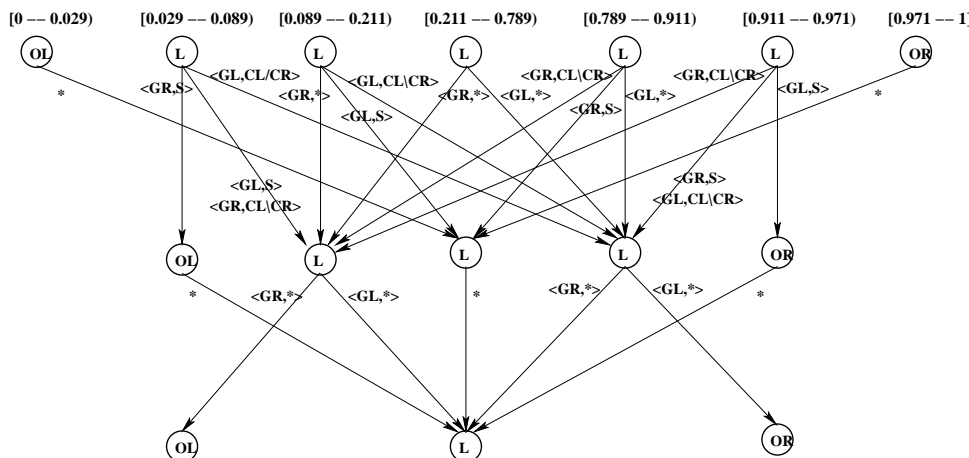 [0 −− 0.029) [0.029 −− 0.089) [0.089 −− 0.211) [0.211 −− 0.789) [0.789 −− 0.911) [0.911 −− 0.971) [0.971 −− 1]
OL L L L L L OR
<GL,CL/CR> <GL,CL\CR> <GR,CL\CR> <GR,CL\CR>
* <GR,S> <GR,*> <GR,*> <GL,*> <GL,*> <GL,S> *
<GL,S> <GR,S>
<GL,S> <GR,S>
<GR,CL\CR> <GL,CL\CR>
OL L L L OR
* <GR,*> <GL,*> * <GR,*> <GL,*> *
OL L OR